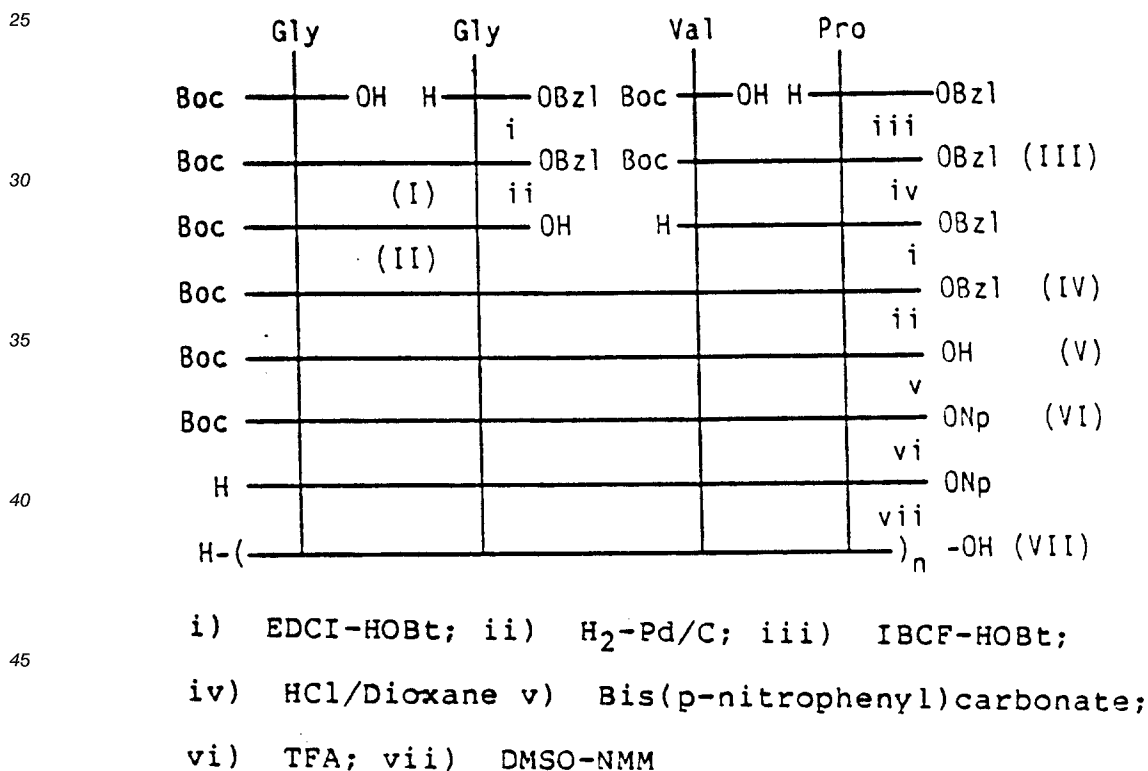 25
Gly Gly Val Pro
Boc OH H OBzl Boc OH H OBzl
i iii
Boc OBzl Boc OBzl (III)
30
(I) ii iv
Boc OH H OBzl
(II) i
Boc OBzl (IV)
ii
35
Boc OH (V)
v
Boc ONp (VI)
vi
H ONp
40
vii
H-( )n -OH (VII)
i) EDCI-HOBt; ii) H2-Pd/C; iii) IBCF-HOBt;
45
iv) HCl/Dioxane v) Bis(p-nitrophenyl)carbonate;
vi) TFA; vii) DMSO-NMM